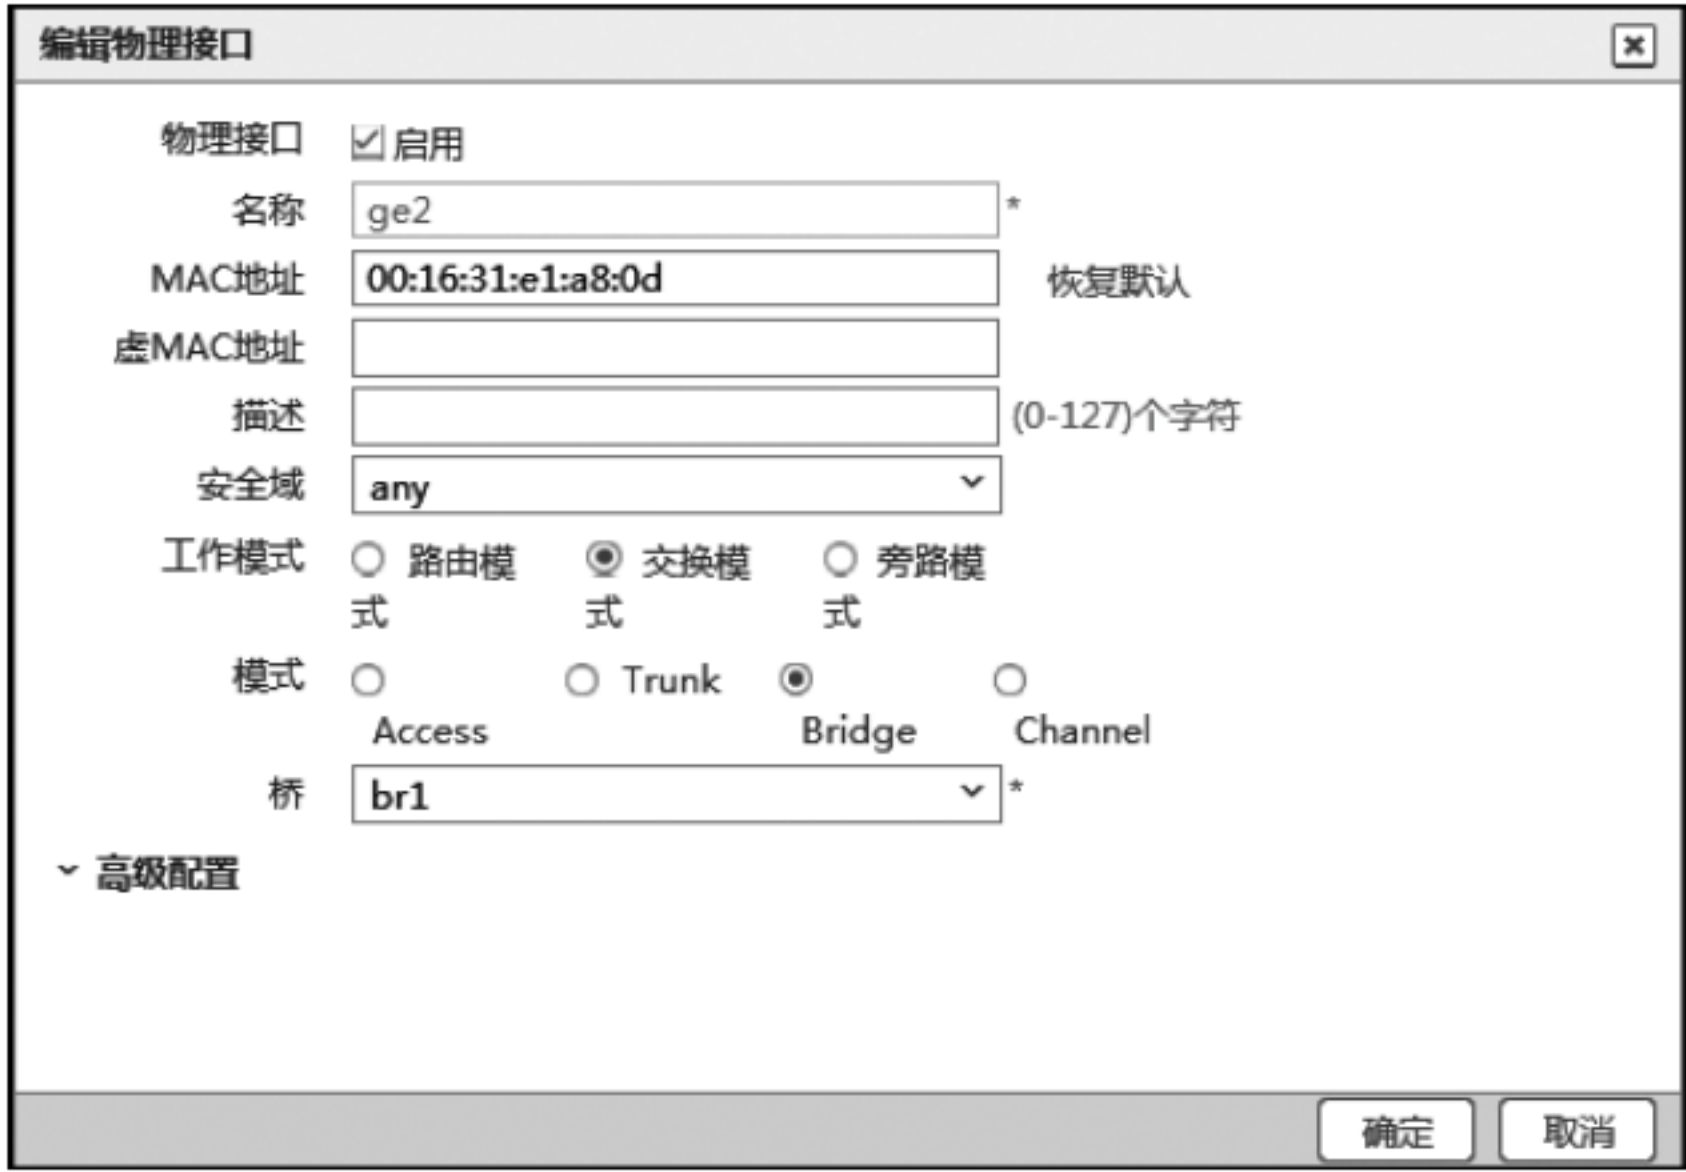 编辑物理接口
物理接口 启用
名称 ge2 *
MAC地址 00:16:31:e1:a8:0d 恢复默认
虚MAC地址
描述 (0-127)个字符
安全域 any
工作模式 路由模 交换模 旁路模
式 式 式
模式 Trunk
Access Bridge Channel
桥 br1 *
高级配置
确定 取消